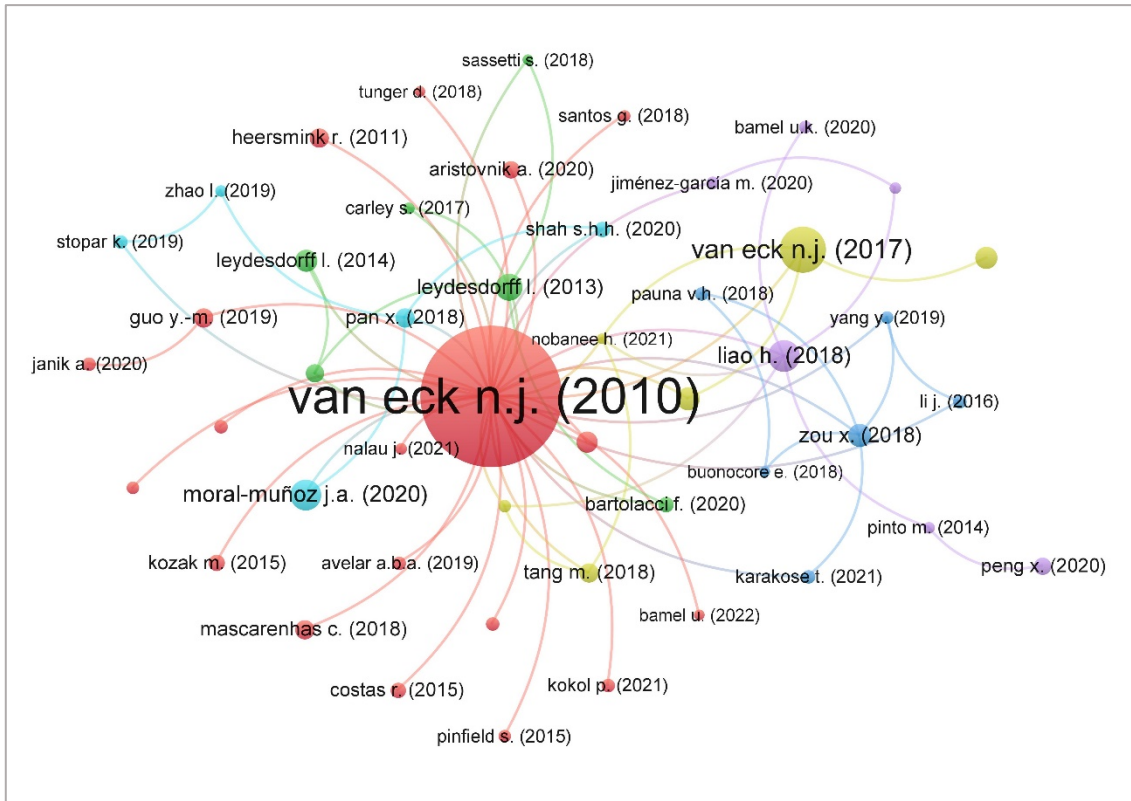 sassetti s. (2018)
tunger d. (2018)
santos g. (2018)
bamel u.k. (2020)
heersmink r. (2011)
aristovnik a. (2020)
jiménez-garcía m. (2020)
zhao l. (2019)
carley s. (2017)
shah s.h.h. (2020)
stopar k. (2019)
van eck n.j. (2017)
leydesdorff l. (2014)
leydesdorff l. (2013)
pauna v.h. (2018)
guo y.-m. (2019)
pan x. (2018)
yang y. (2019)
nobanee h. (2021)
liao h. (2018)
janik a. (2020)
van eck n.j. (2010)
li j. (2016)
zou x. (2018)
nalau j. (2021)
buonocore e. (2018)
moral-muñoz j.a. (2020)
bartolacci f. (2020)
pinto m. (2014)
kozak m. (2015)
avelar a.b.a. (2019)
tang m. (2018)
karakose t. (2021)
peng x. (2020)
bamel u. (2022)
mascarenhas c. (2018)
costas r. (2015)
kokol p. (2021)
pinfield s. (2015)